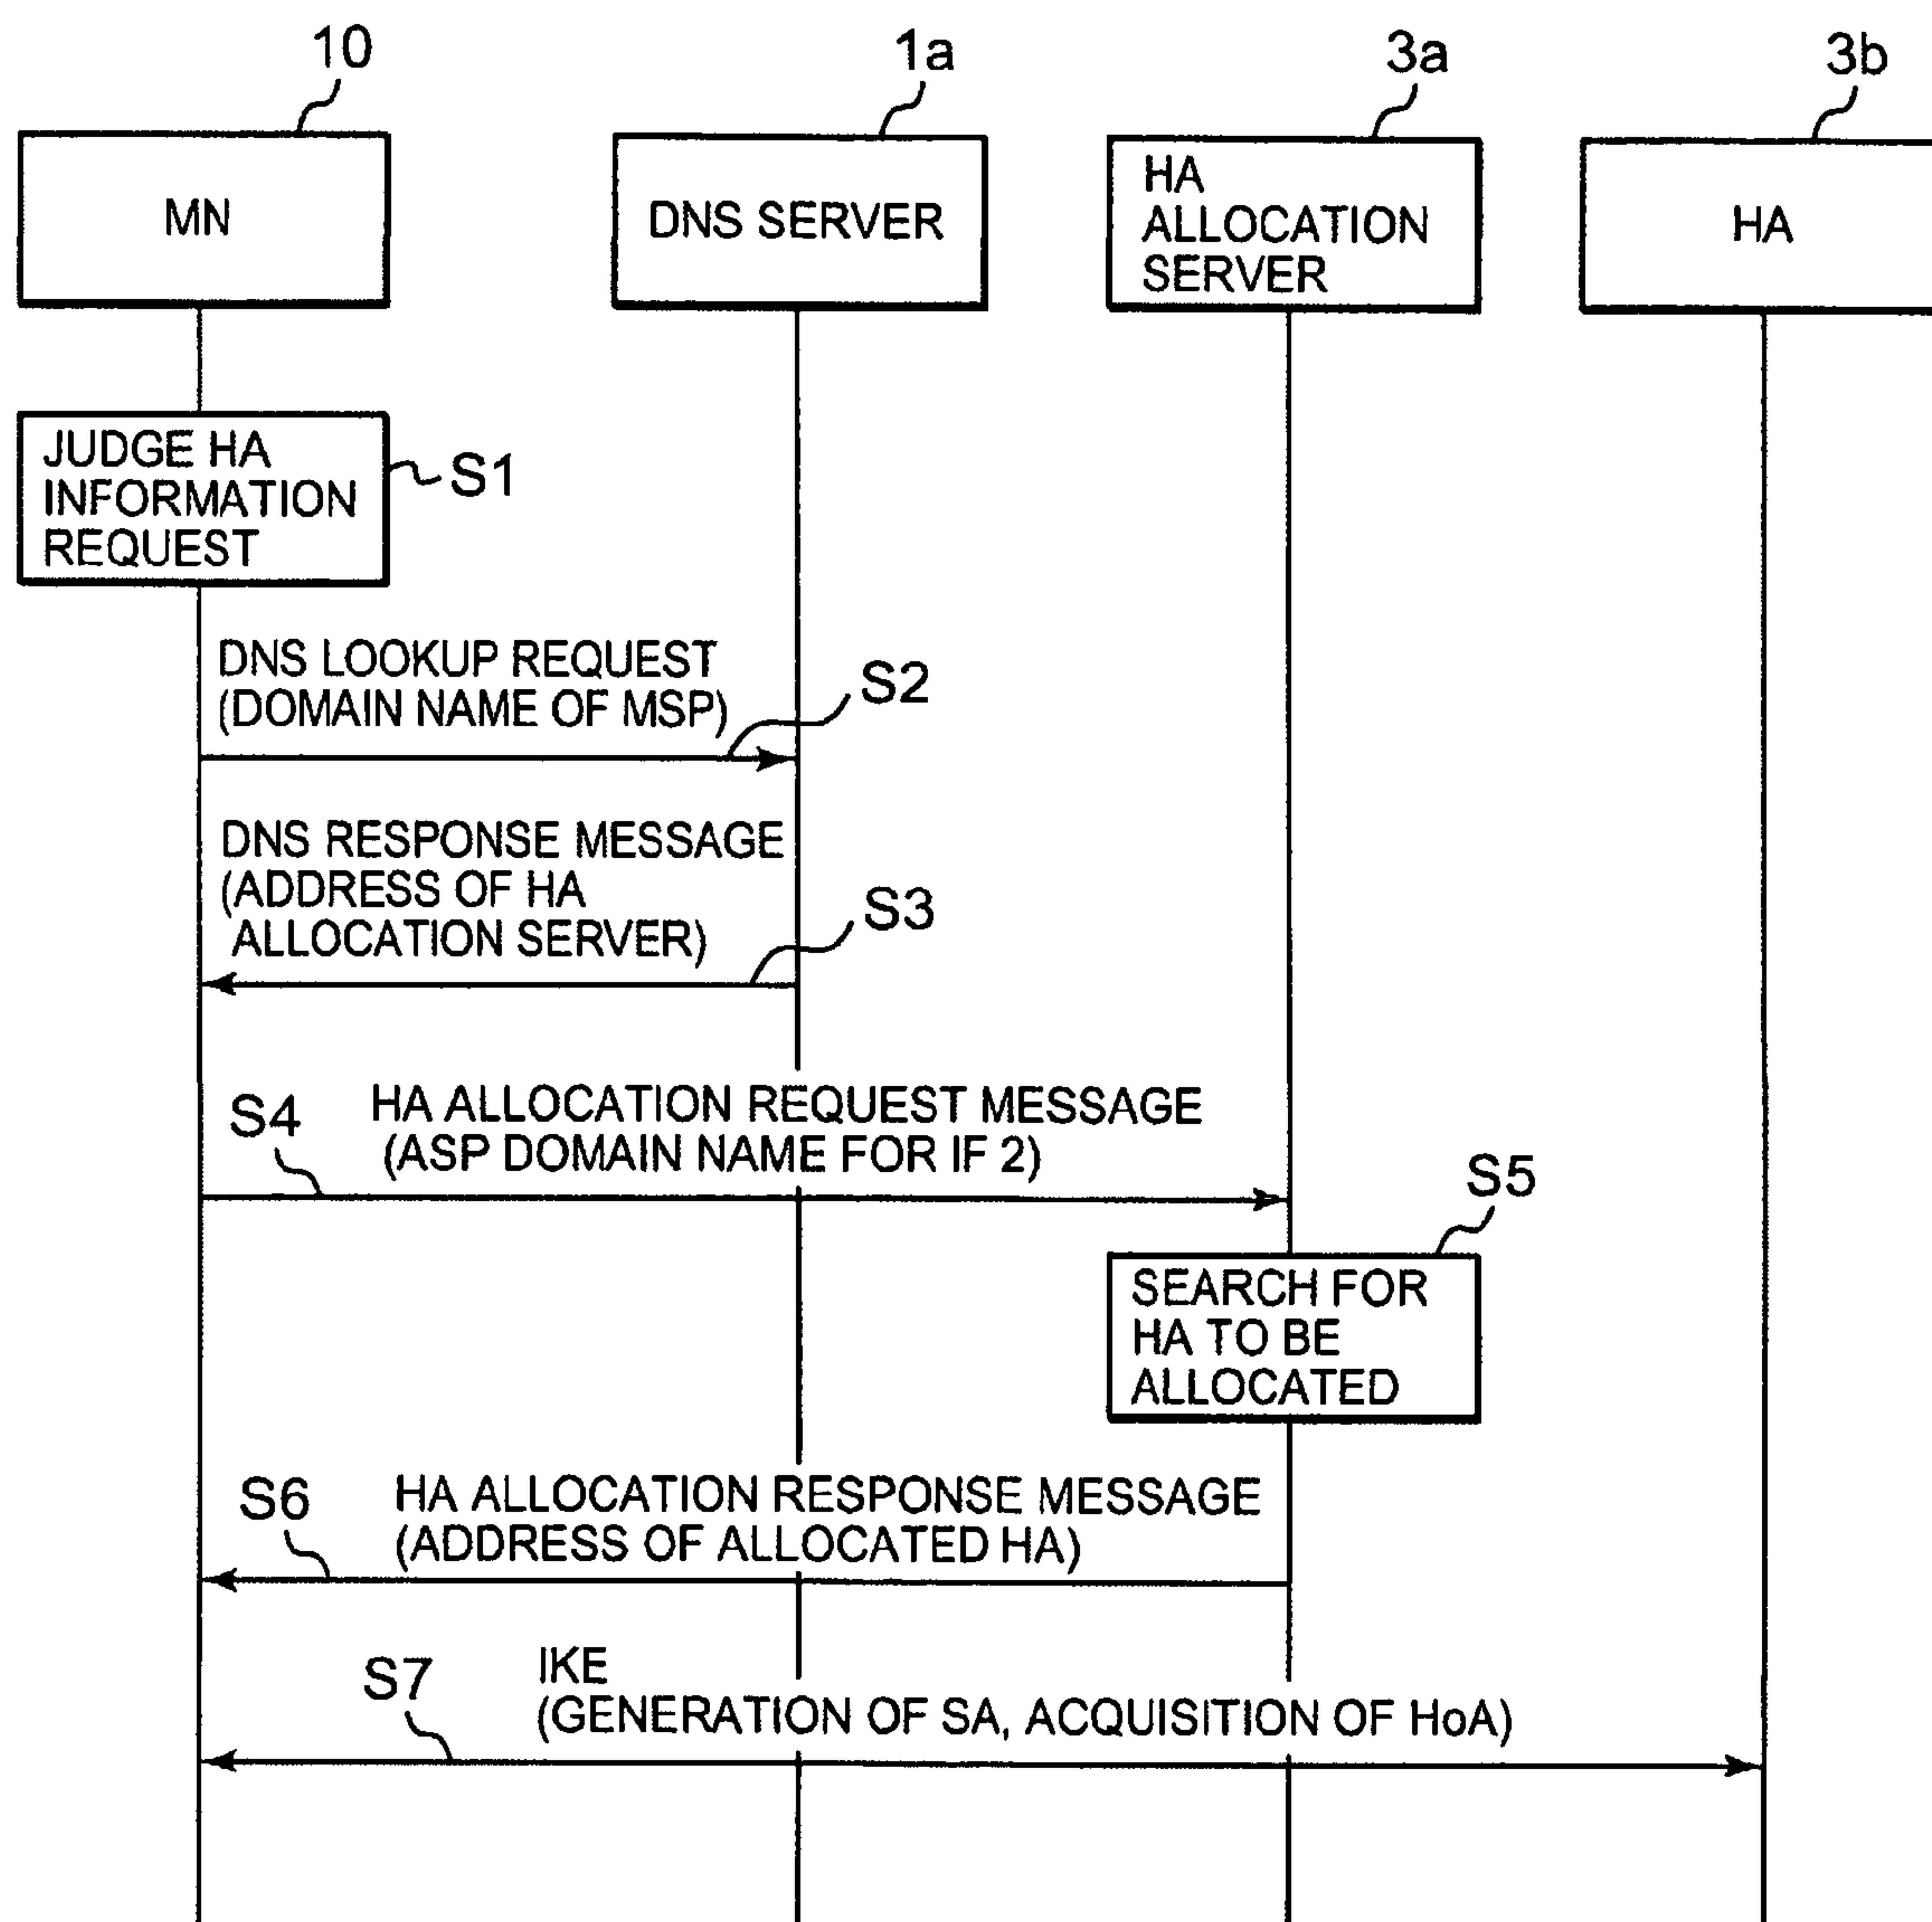 10
1a
3a
3b
MN
DNS SERVER
HA
ALLOCATION
SERVER
HA
JUDGE HA
INFORMATION
REQUEST
S1
DNS LOOKUP REQUEST
(DOMAIN NAME OF MSP)
S2
DNS RESPONSE MESSAGE
(ADDRESS OF HA
ALLOCATION SERVER)
S3
S4
HA ALLOCATION REQUEST MESSAGE
(ASP DOMAIN NAME FOR IF 2)
S5
SEARCH FOR
HA TO BE
ALLOCATED
S6
HA ALLOCATION RESPONSE MESSAGE
(ADDRESS OF ALLOCATED HA)
S7
IKE
(GENERATION OF SA, ACQUISITION OF HoA)